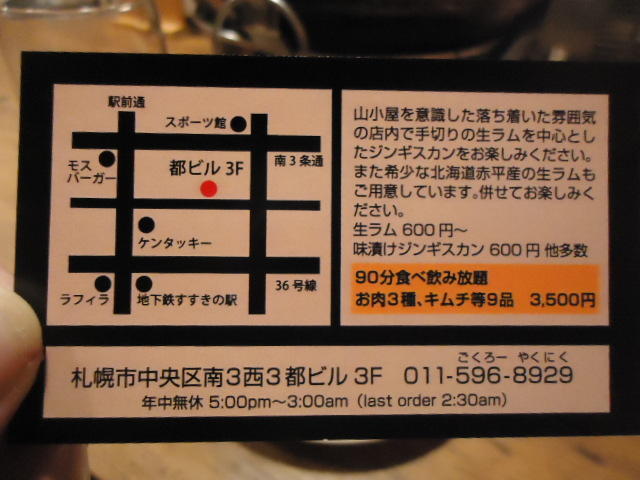 駅前通
スポーツ館
南3条通
モス
バーガー
都ビル 3F
ケンタッキー
36号線
ラフィラ
地下鉄すすきの駅
山小屋を意識した落ち着いた雰囲気
の店内で手切りの生ラムを中心とし
たジンギスカンをお楽しみください。
また希少な北海道赤平産の生ラムも
ご用意しています。併せてお楽しみく
ださい。
生ラム 600円～
味漬けジンギスカン 600円 他多数
90分食べ飲み放題
お肉3種、キムチ等9品 3,500円
ごくろー やくにく
札幌市中央区南3西3都ビル 3F 011-596-8929
年中無休 5:00pm～3:00am（last order 2:30am）